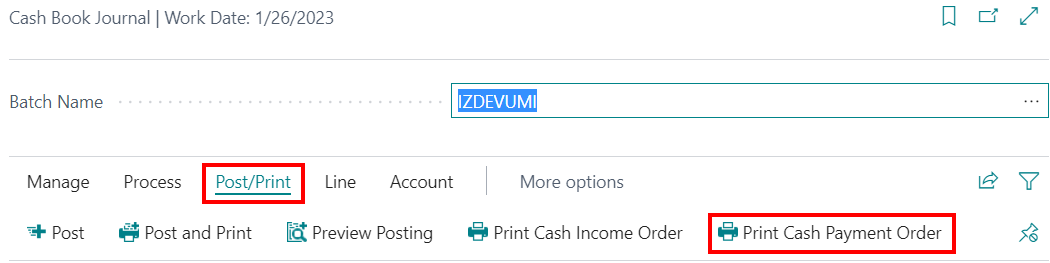 Cash Book Journal | Work Date: 1/26/2023
Batch Name IZDEVUMI ...
Manage Process Post/Print Line Account More options
Post Post and Print Preview Posting Print Cash Income Order Print Cash Payment Order